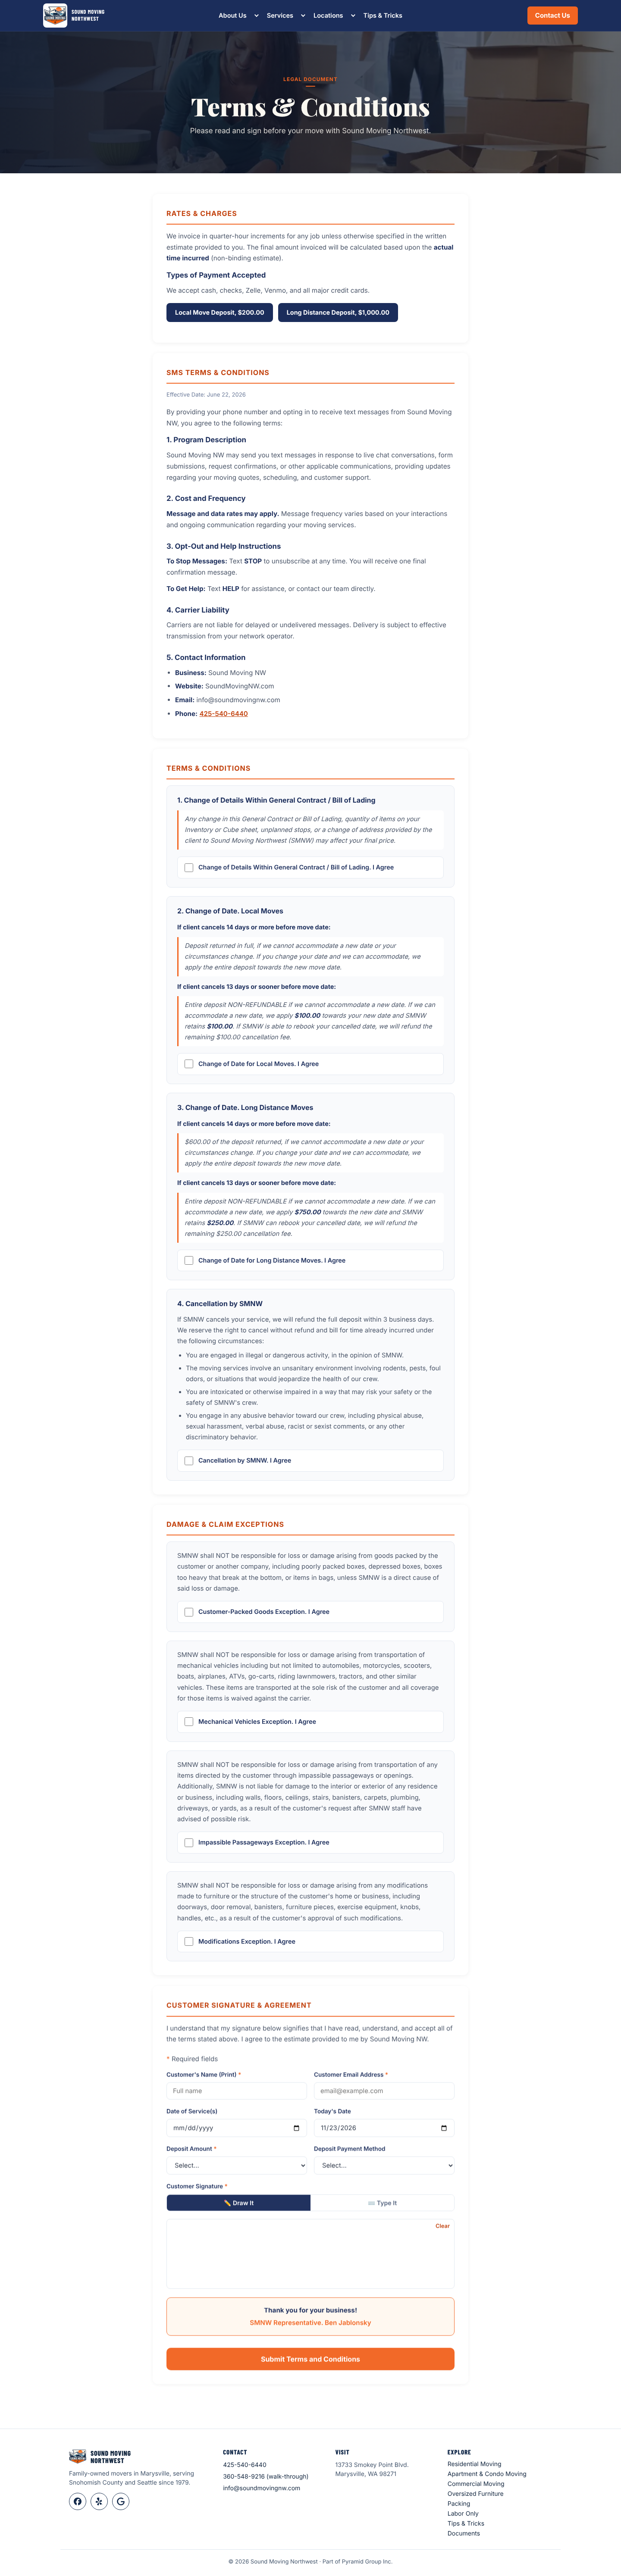 SOUND MOVING
NORTHWEST
About Us
Services
Locations
Tips & Tricks
Contact Us
LEGAL DOCUMENT
Terms & Conditions
Please read and sign before your move with Sound Moving Northwest.
RATES & CHARGES
We invoice in quarter-hour increments for any job unless otherwise specified in the written
estimate provided to you. The final amount invoiced will be calculated based upon the actual
time incurred (non-binding estimate).
Types of Payment Accepted
We accept cash, checks, Zelle, Venmo, and all major credit cards.
Local Move Deposit, $200.00
Long Distance Deposit, $1,000.00
SMS TERMS & CONDITIONS
Effective Date: June 22, 2026
By providing your phone number and opting in to receive text messages from Sound Moving
NW, you agree to the following terms:
1. Program Description
Sound Moving NW may send you text messages in response to live chat conversations, form
submissions, request confirmations, or other applicable communications, providing updates
regarding your moving quotes, scheduling, and customer support.
2. Cost and Frequency
Message and data rates may apply. Message frequency varies based on your interactions
and ongoing communication regarding your moving services.
3. Opt-Out and Help Instructions
To Stop Messages: Text STOP to unsubscribe at any time. You will receive one final
confirmation message.
To Get Help: Text HELP for assistance, or contact our team directly.
4. Carrier Liability
Carriers are not liable for delayed or undelivered messages. Delivery is subject to effective
transmission from your network operator.
5. Contact Information
• Business: Sound Moving NW
• Website: SoundMovingNW.com
• Email: info@soundmovingnw.com
• Phone: 425-540-6440
TERMS & CONDITIONS
1. Change of Details Within General Contract / Bill of Lading
Any change in this General Contract or Bill of Lading, quantity of items on your
Inventory or Cube sheet, unplanned stops, or a change of address provided by the
client to Sound Moving Northwest (SMNW) may affect your final price.
Change of Details Within General Contract / Bill of Lading. I Agree
2. Change of Date. Local Moves
If client cancels 14 days or more before move date:
Deposit returned in full, if we cannot accommodate a new date or your
circumstances change. If you change your date and we can accommodate, we
apply the entire deposit towards the new move date.
If client cancels 13 days or sooner before move date:
Entire deposit NON-REFUNDABLE if we cannot accommodate a new date. If we can
accommodate a new date, we apply $100.00 towards your new date and SMNW
retains $100.00. If SMNW is able to rebook your cancelled date, we will refund the
remaining $100.00 cancellation fee.
Change of Date for Local Moves. I Agree
3. Change of Date. Long Distance Moves
If client cancels 14 days or more before move date:
$600.00 of the deposit returned, if we cannot accommodate a new date or your
circumstances change. If you change your date and we can accommodate, we
apply the entire deposit towards the new move date.
If client cancels 13 days or sooner before move date:
Entire deposit NON-REFUNDABLE if we cannot accommodate a new date. If we can
accommodate a new date, we apply $750.00 towards the new date and SMNW
retains $250.00. If SMNW can rebook your cancelled date, we will refund the
remaining $250.00 cancellation fee.
Change of Date for Long Distance Moves. I Agree
4. Cancellation by SMNW
If SMNW cancels your service, we will refund the full deposit within 3 business days.
We reserve the right to cancel without refund and bill for time already incurred under
the following circumstances:
• You are engaged in illegal or dangerous activity, in the opinion of SMNW.
• The moving services involve an unsanitary environment involving rodents, pests, foul
odors, or situations that would jeopardize the health of our crew.
• You are intoxicated or otherwise impaired in a way that may risk your safety or the
safety of SMNW's crew.
• You engage in any abusive behavior toward our crew, including physical abuse,
sexual harassment, verbal abuse, racist or sexist comments, or any other
discriminatory behavior.
Cancellation by SMNW. I Agree
DAMAGE & CLAIM EXCEPTIONS
SMNW shall NOT be responsible for loss or damage arising from goods packed by the
customer or another company, including poorly packed boxes, depressed boxes, boxes
too heavy that break at the bottom, or items in bags, unless SMNW is a direct cause of
said loss or damage.
Customer-Packed Goods Exception. I Agree
SMNW shall NOT be responsible for loss or damage arising from transportation of
mechanical vehicles including but not limited to automobiles, motorcycles, scooters,
boats, airplanes, ATVs, go-carts, riding lawnmowers, tractors, and other similar
vehicles. These items are transported at the sole risk of the customer and all coverage
for those items is waived against the carrier.
Mechanical Vehicles Exception. I Agree
SMNW shall NOT be responsible for loss or damage arising from transportation of any
items directed by the customer through impassible passageways or openings.
Additionally, SMNW is not liable for damage to the interior or exterior of any residence
or business, including walls, floors, ceilings, stairs, banisters, carpets, plumbing,
driveways, or yards, as a result of the customer's request after SMNW staff have
advised of possible risk.
Impassible Passageways Exception. I Agree
SMNW shall NOT be responsible for loss or damage arising from any modifications
made to furniture or the structure of the customer's home or business, including
doorways, door removal, banisters, furniture pieces, exercise equipment, knobs,
handles, etc., as a result of the customer's approval of such modifications.
Modifications Exception. I Agree
CUSTOMER SIGNATURE & AGREEMENT
I understand that my signature below signifies that I have read, understand, and accept all of
the terms stated above. I agree to the estimate provided to me by Sound Moving NW.
* Required fields
Customer's Name (Print) *
Customer Email Address *
Full name
email@example.com
Date of Service(s)
Today's Date
mm/dd/yyyy
11/23/2026
Deposit Amount *
Deposit Payment Method
Select...
Select...
Customer Signature *
Draw It
Type It
Clear
Thank you for your business!
SMNW Representative. Ben Jablonsky
Submit Terms and Conditions
SOUND MOVING
NORTHWEST
Family-owned movers in Marysville, serving
Snohomish County and Seattle since 1979.
CONTACT
425-540-6440
360-548-9216 (walk-through)
info@soundmovingnw.com
VISIT
13733 Smokey Point Blvd.
Marysville, WA 98271
EXPLORE
Residential Moving
Apartment & Condo Moving
Commercial Moving
Oversized Furniture
Packing
Labor Only
Tips & Tricks
Documents
© 2026 Sound Moving Northwest · Part of Pyramid Group Inc.